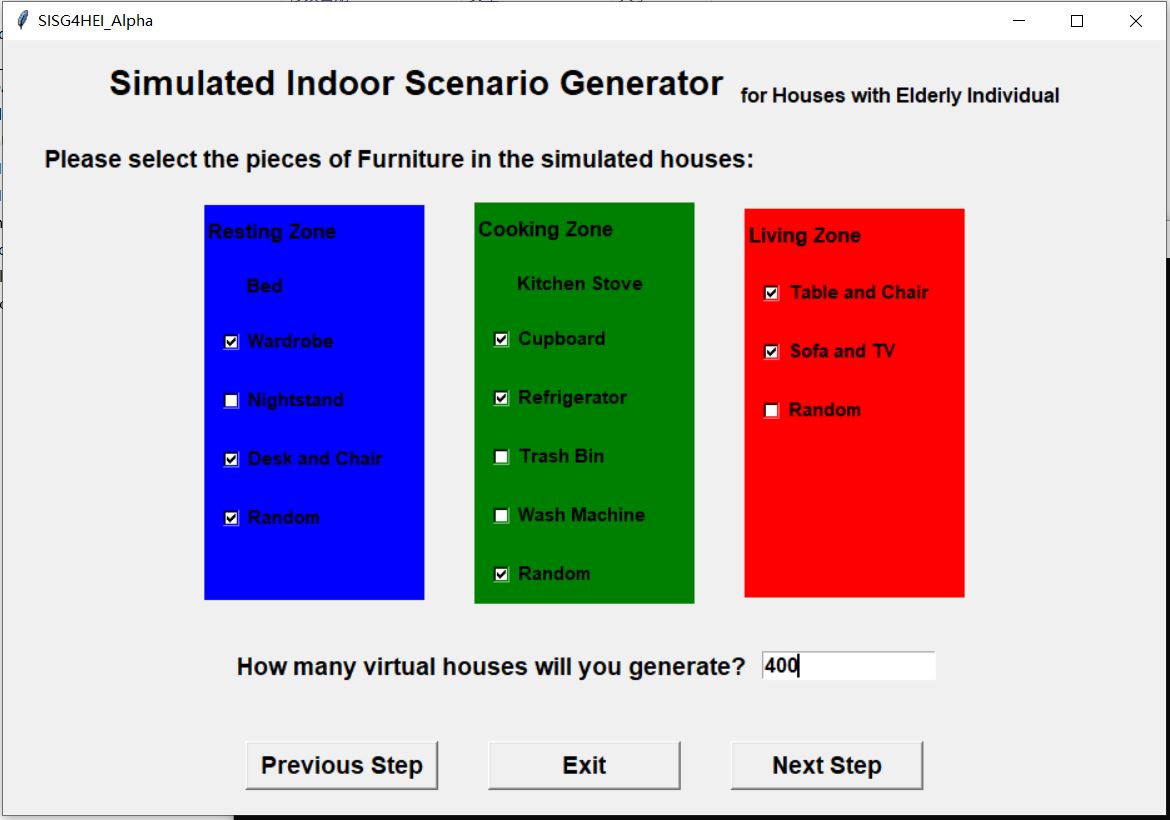 SISG4HEI_Alpha
Simulated Indoor Scenario Generator for Houses with Elderly Individual
Please select the pieces of Furniture in the simulated houses:
Resting Zone
Bed
Wardrobe
Nightstand
Desk and Chair
Random
Cooking Zone
Kitchen Stove
Cupboard
Refrigerator
Trash Bin
Wash Machine
Random
Living Zone
Table and Chair
Sofa and TV
Random
How many virtual houses will you generate? 400
Previous Step
Exit
Next Step